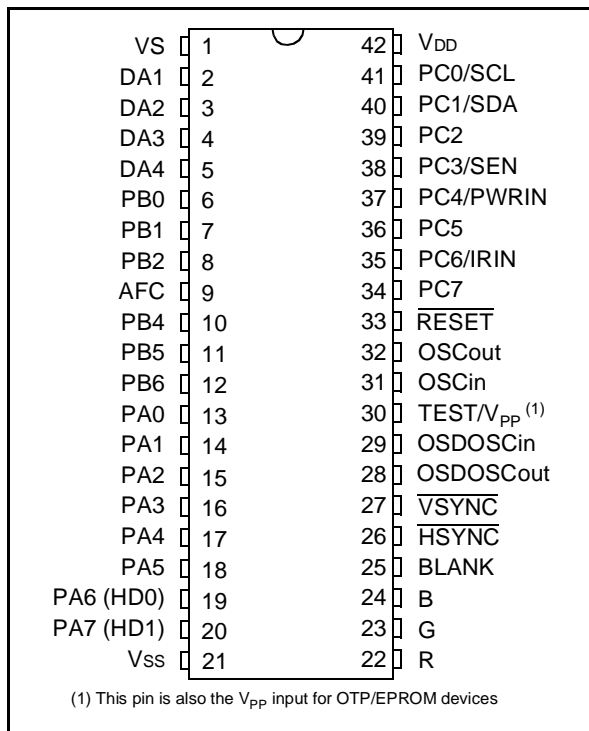 VS 1 42 VDD
DA1 2 41 PC0/SCL
DA2 3 40 PC1/SDA
DA3 4 39 PC2
DA4 5 38 PC3/SEN
PB0 6 37 PC4/PWRIN
PB1 7 36 PC5
PB2 8 35 PC6/IRIN
AFC 9 34 PC7
PB4 10 33 RESET
PB5 11 32 OSCout
PB6 12 31 OSCin
PA0 13 30 TEST/VPP (1)
PA1 14 29 OSDOSCin
PA2 15 28 OSDOSCout
PA3 16 27 VSYNC
PA4 17 26 HSYNC
PA5 18 25 BLANK
PA6 (HD0) 19 24 B
PA7 (HD1) 20 23 G
VSS 21 22 R
(1) This pin is also the VPP input for OTP/EPROM devices